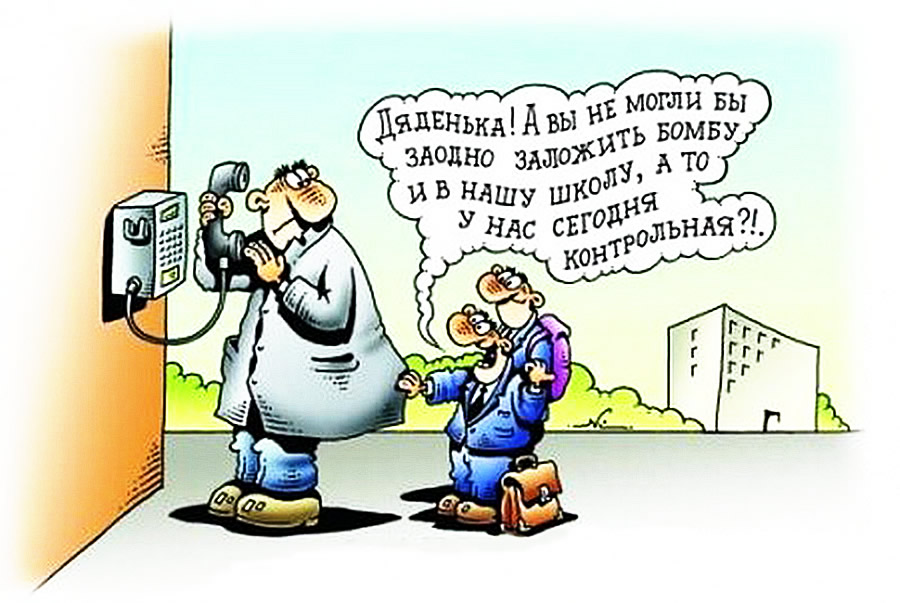 Дяденька! А вы не могли бы
заодно заложить бомбу
и в нашу школу, а то
у нас сегодня
контрольная?!.